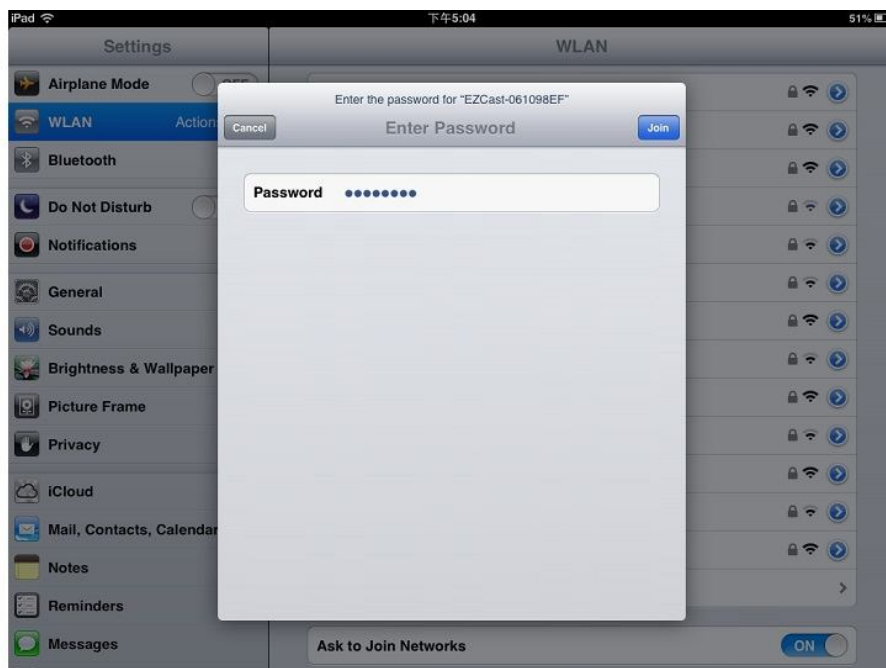 iPad 下午5:04 51%
Settings WLAN
Airplane Mode OFF
WLAN Action
Bluetooth
Do Not Disturb
Notifications
General
Sounds
Brightness & Wallpaper
Picture Frame
Privacy
iCloud
Mail, Contacts, Calendar
Notes
Reminders
Messages
Enter the password for “EZCast-061098EF”
Cancel Enter Password Join
Password ●●●●●●●●
Ask to Join Networks ON